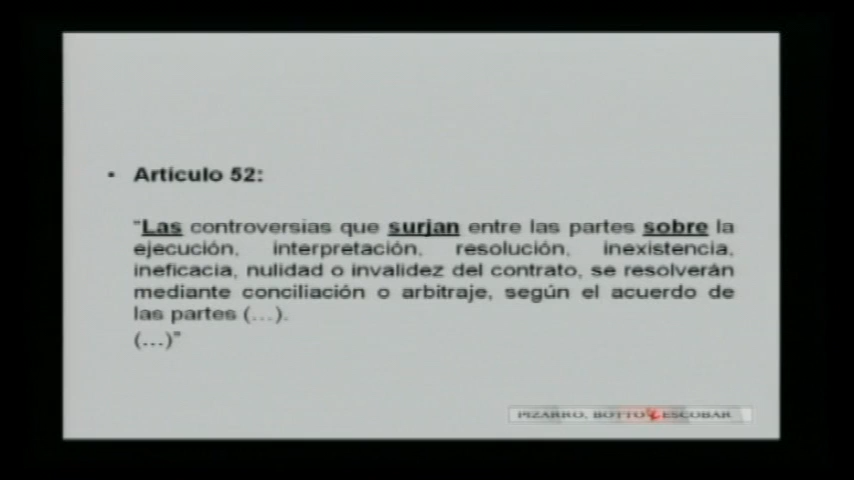 • Artículo 52:
"Las controversias que surjan entre las partes sobre la
ejecución, interpretación, resolución, inexistencia,
ineficacia, nulidad o invalidez del contrato, se resolverán
mediante conciliación o arbitraje, según el acuerdo de
las partes (...).
(...)"
PIZARRO, BOTTO & ESCOBAR